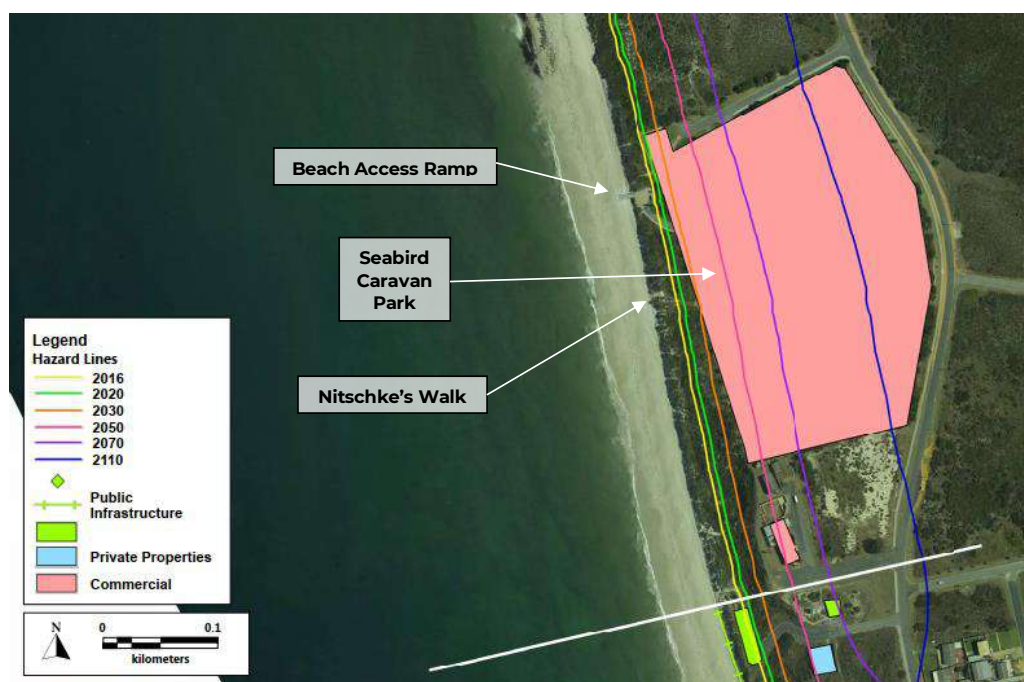 Beach Access Ramp
Seabird
Caravan
Park
Nitschke's Walk
Legend
Hazard Lines
2016
2020
2030
2050
2070
2110
Public
Infrastructure
Private Properties
Commercial
N
0 0.1
kilometers